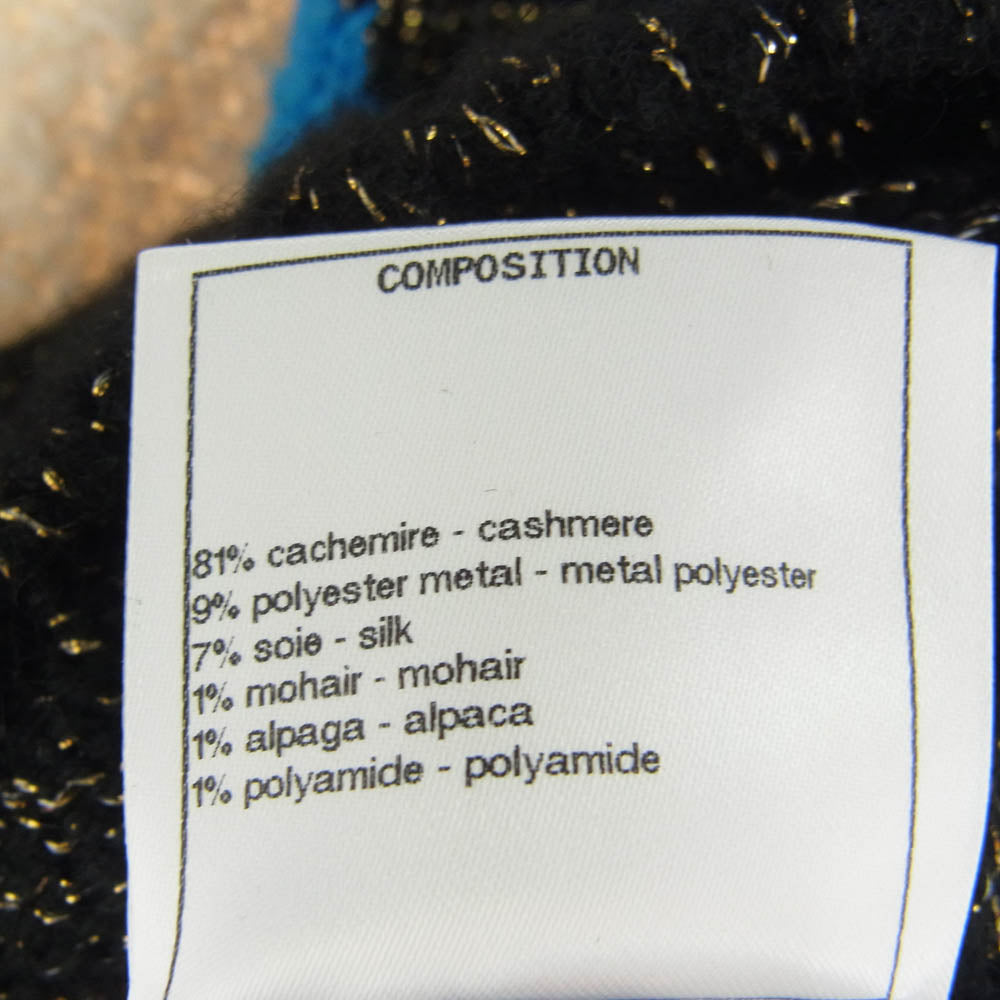 COMPOSITION
81% cachemire - cashmere
9% polyester metal - metal polyester
7% soie - silk
1% mohair - mohair
1% alpaga - alpaca
1% polyamide - polyamide